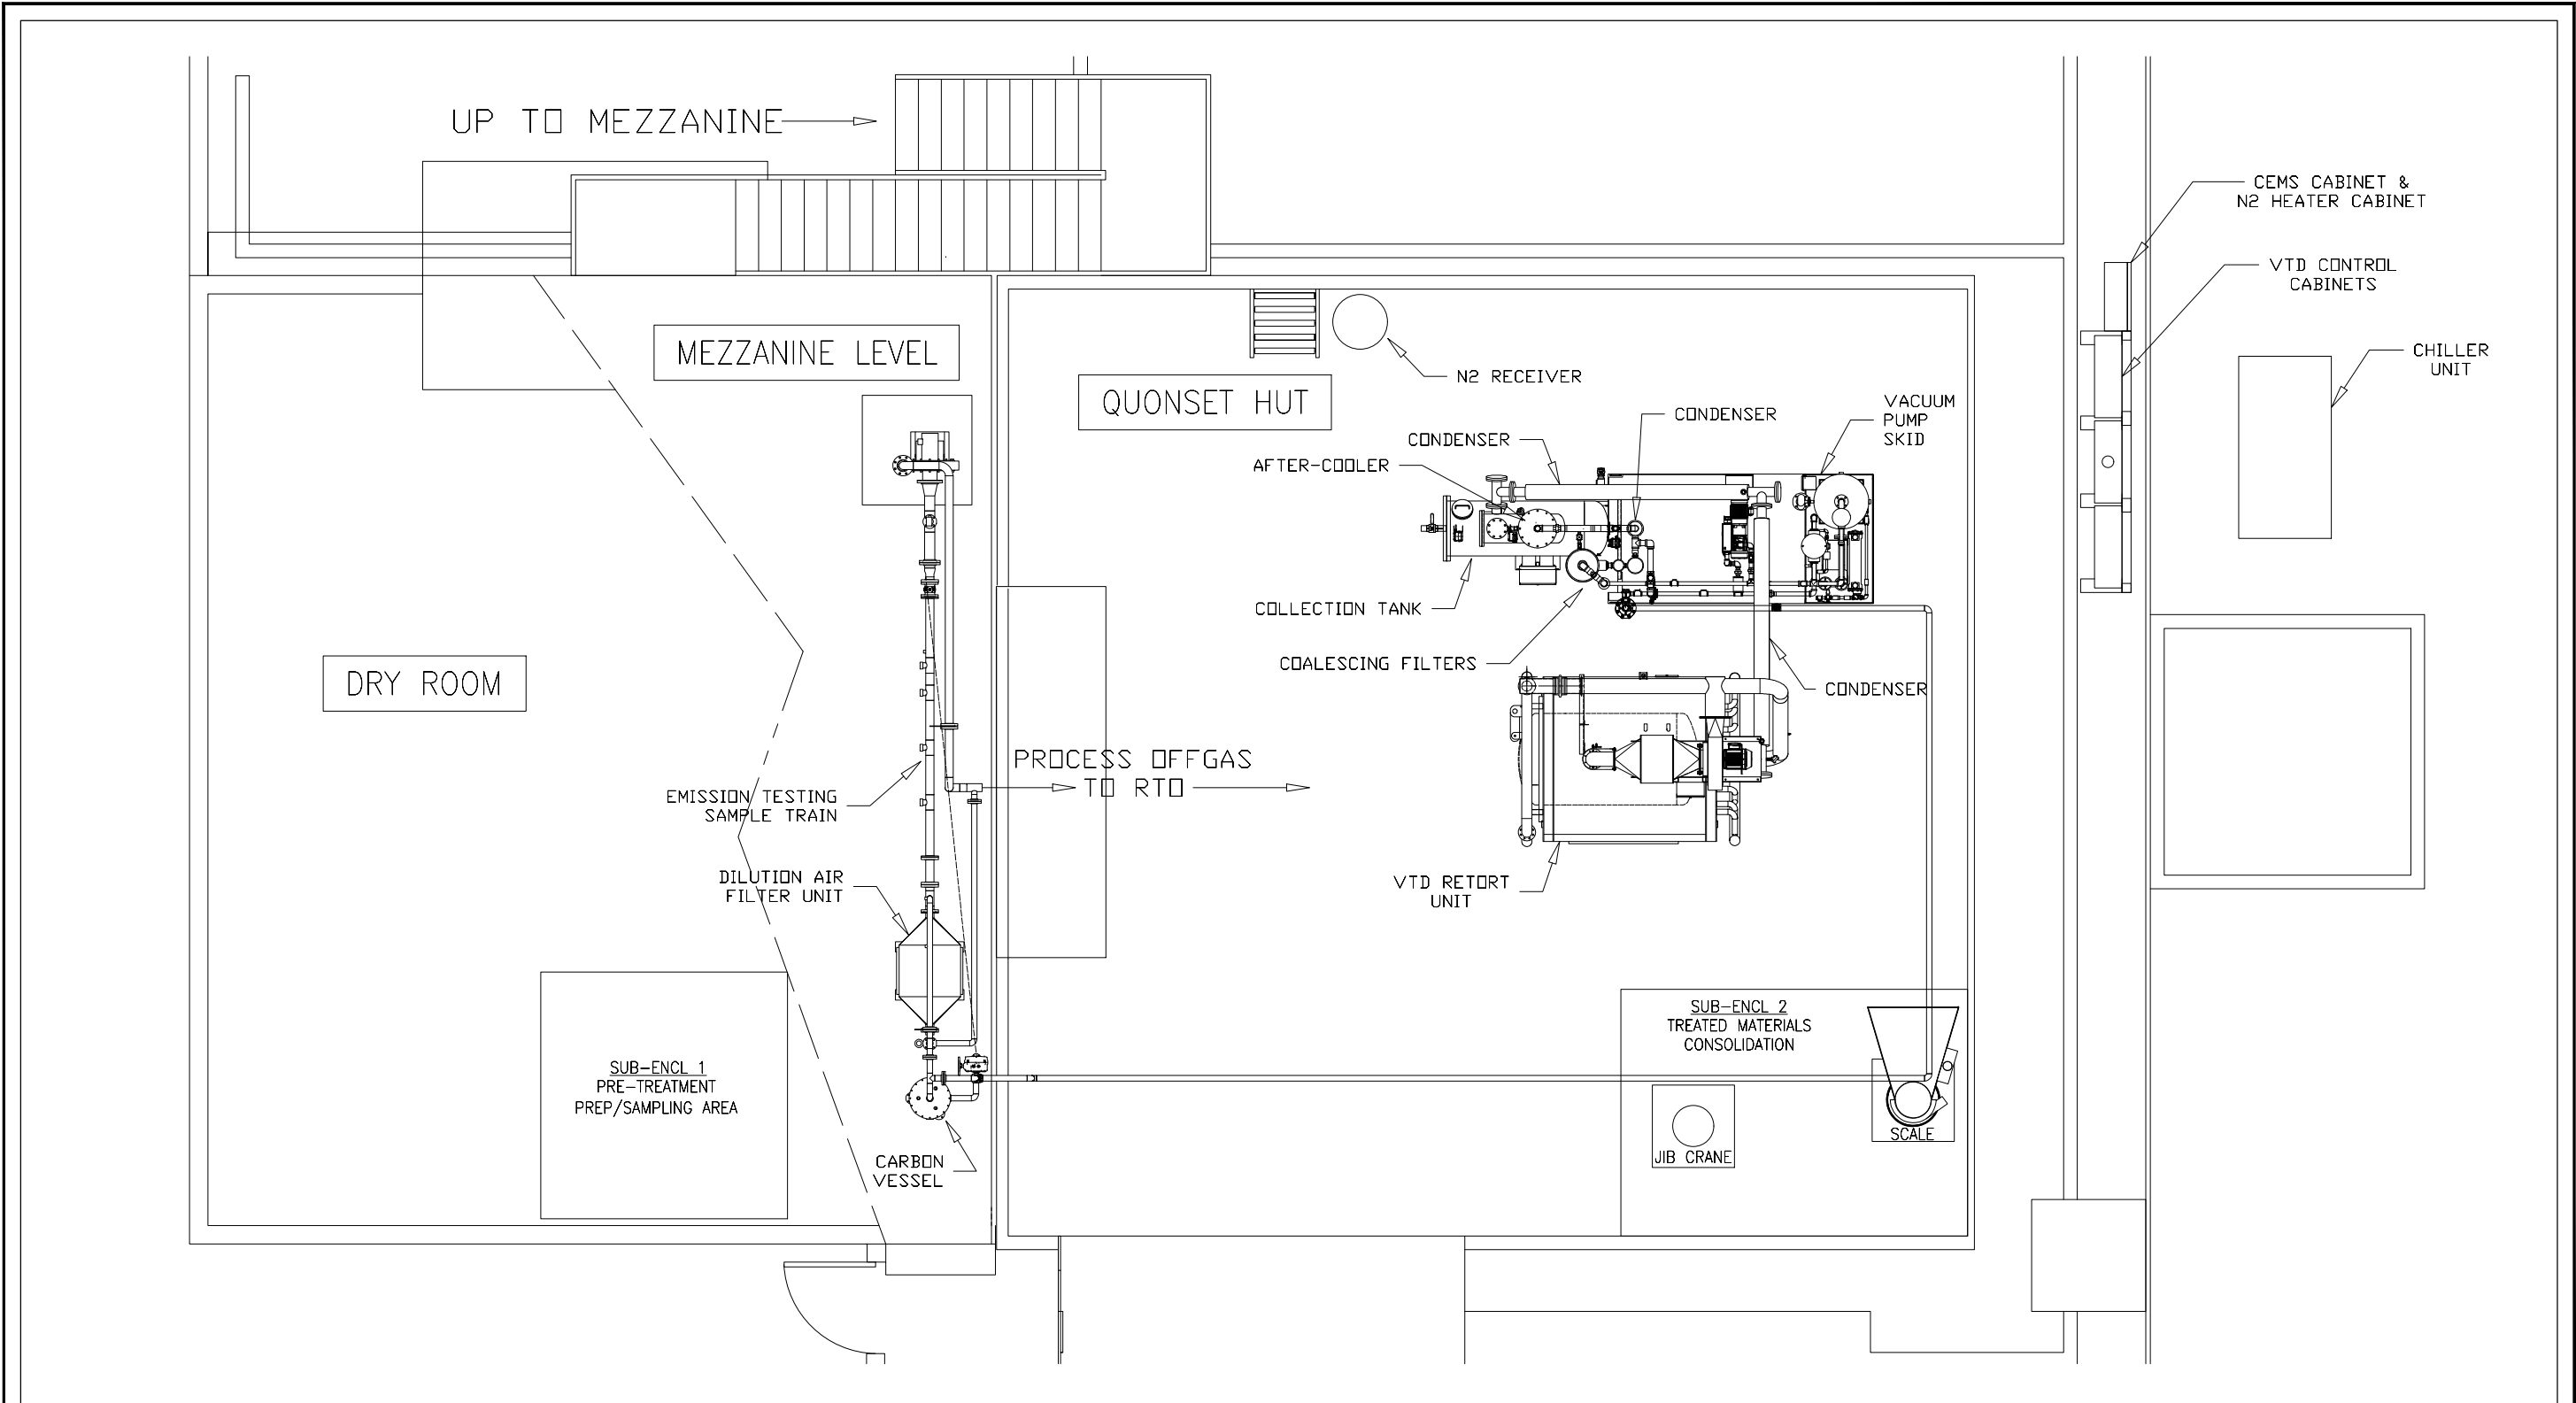 UP TO MEZZANINE
CEMS CABINET &
N2 HEATER CABINET
VTD CONTROL
CABINETS
MEZZANINE LEVEL
CHILLER
UNIT
N2 RECEIVER
QUONSET HUT
VACUUM
PUMP
SKID
CONDENSER
CONDENSER
AFTER-COOLER
COLLECTION TANK
COALESCING FILTERS
DRY ROOM
CONDENSER
PROCESS OFFGAS
TO RTO
EMISSION TESTING
SAMPLE TRAIN
DILUTION AIR
FILTER UNIT
VTD RETORT
UNIT
SUB-ENCL 2
TREATED MATERIALS
CONSOLIDATION
SUB-ENCL 1
PRE-TREATMENT
PREP/SAMPLING AREA
SCALE
JIB CRANE
CARBON
VESSEL